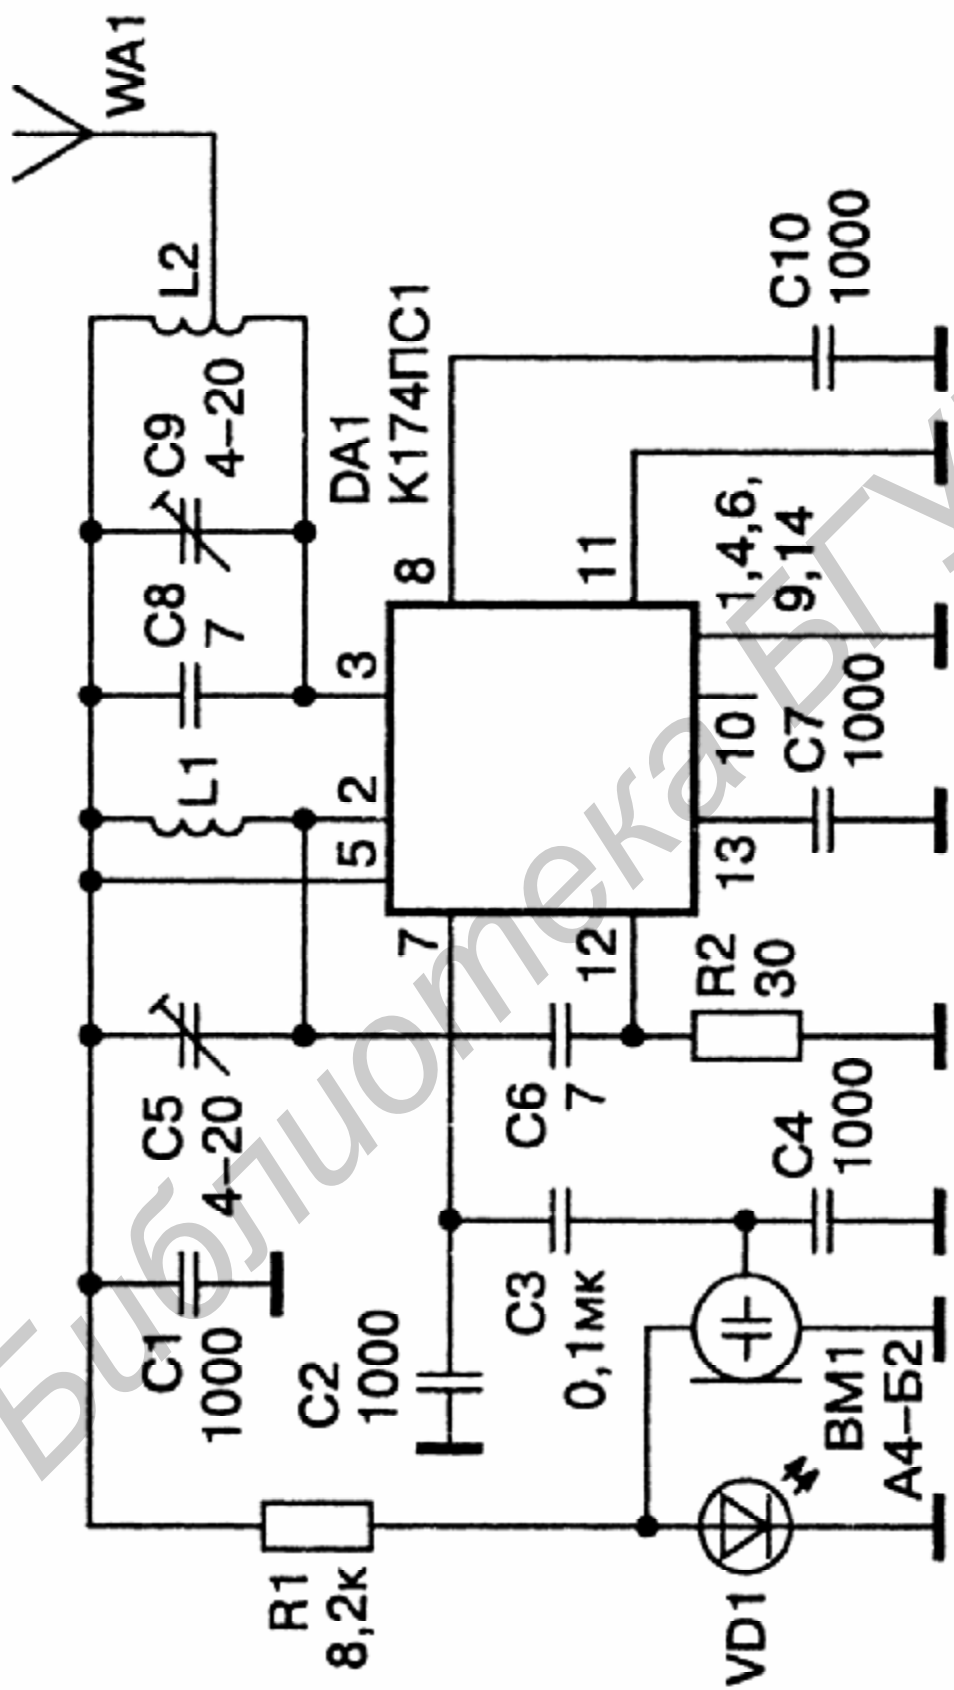 WA1
L2
C9
4–20
C8
7
L1
C5
4–20
C1
1000
C2
1000
R1
8,2к
DA1
К174ПС1
8
3
2
5
7
12
11
10
13
1,4,6,
9,14
C10
1000
C7
1000
R2
30
C6
7
C4
1000
C3
0,1мк
BM1
А4–Б2
VD1
Библиотека БГУ